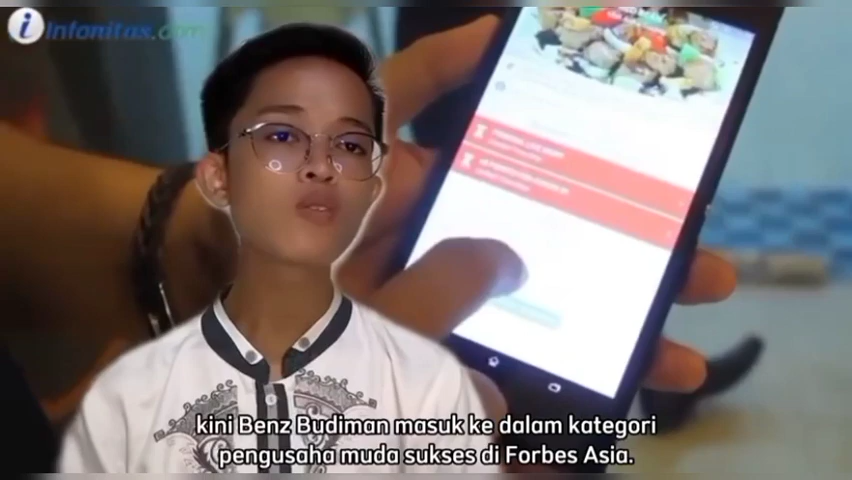 i Infonitas.com
kini Benz Budiman masuk ke dalam kategori
pengusaha muda sukses di Forbes Asia.